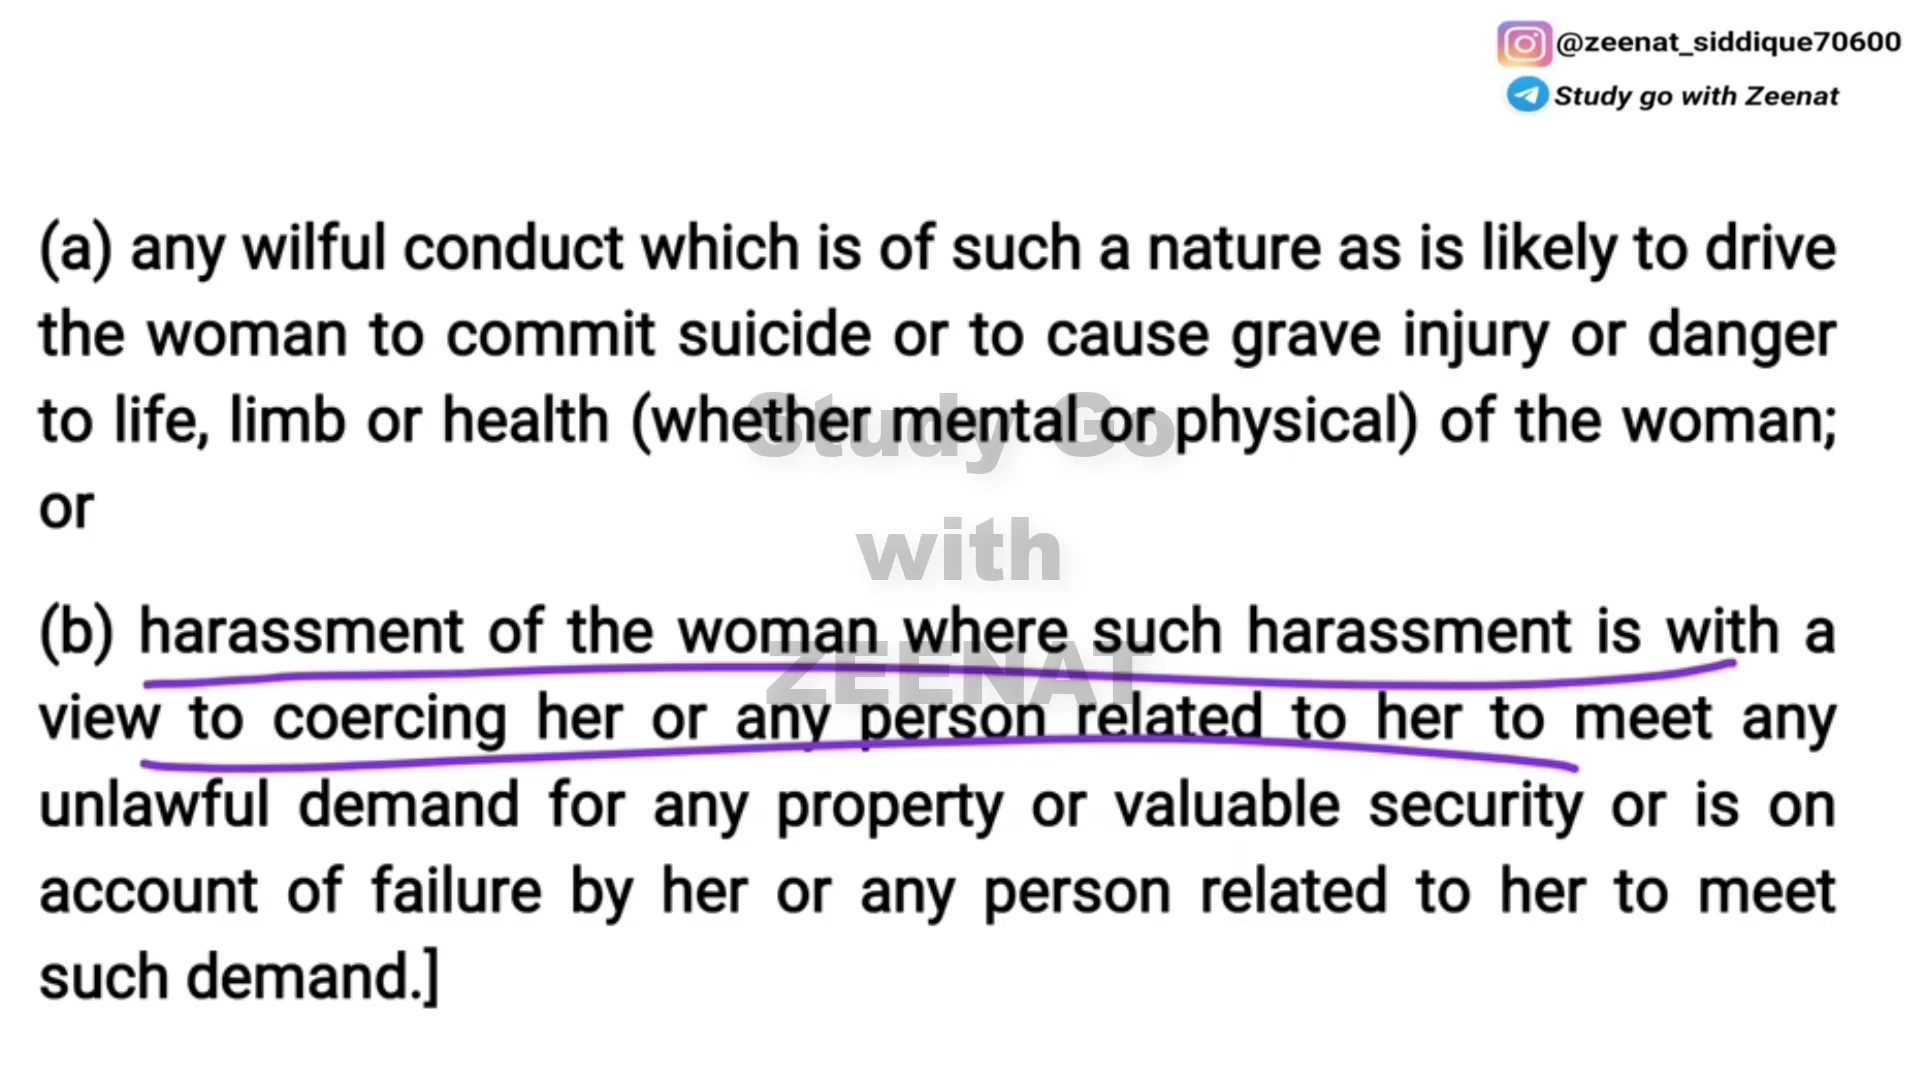 @zeenat_siddique70600
Study go with Zeenat
(a) any wilful conduct which is of such a nature as is likely to drive
the woman to commit suicide or to cause grave injury or danger
to life, limb or health (whether mental or physical) of the woman;
or
(b) harassment of the woman where such harassment is with a
view to coercing her or any person related to her to meet any
unlawful demand for any property or valuable security or is on
account of failure by her or any person related to her to meet
such demand.]
Study Go
with
ZEENAT